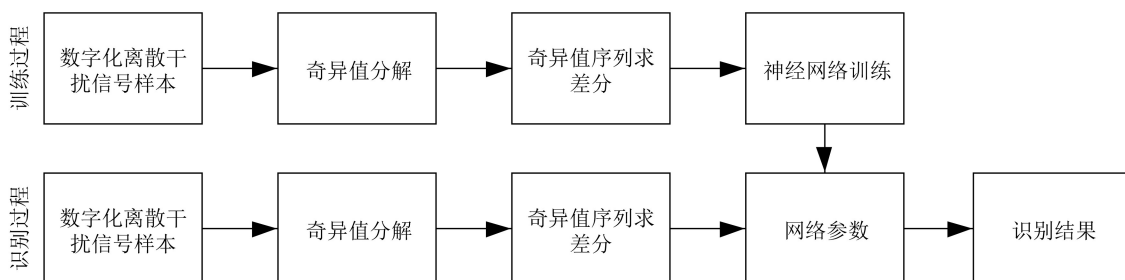 训练过程
数字化离散干
扰信号样本
奇异值分解
奇异值序列求
差分
神经网络训练
识别过程
数字化离散干
扰信号样本
奇异值分解
奇异值序列求
差分
网络参数
识别结果